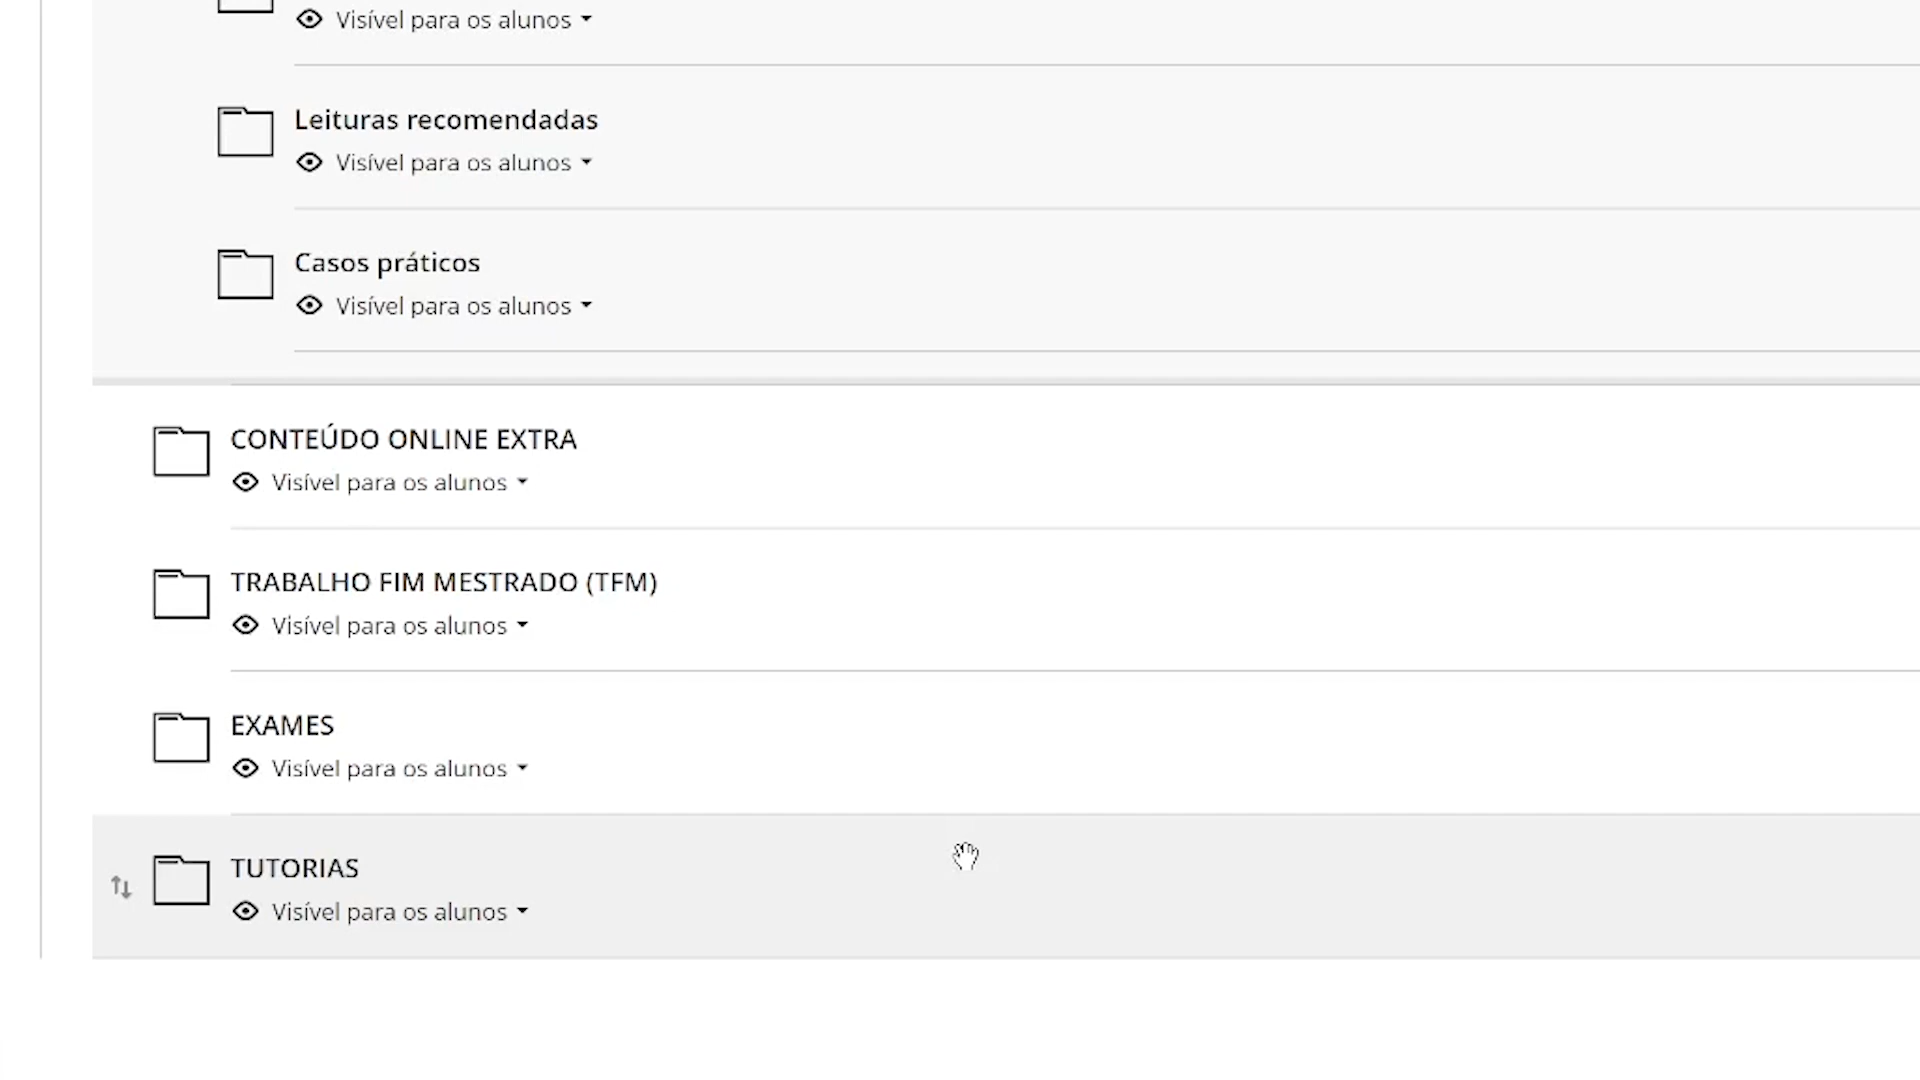 Visível para os alunos
Leituras recomendadas
Visível para os alunos
Casos práticos
Visível para os alunos
CONTEÚDO ONLINE EXTRA
Visível para os alunos
TRABALHO FIM MESTRADO (TFM)
Visível para os alunos
EXAMES
Visível para os alunos
TUTORIAS
Visível para os alunos